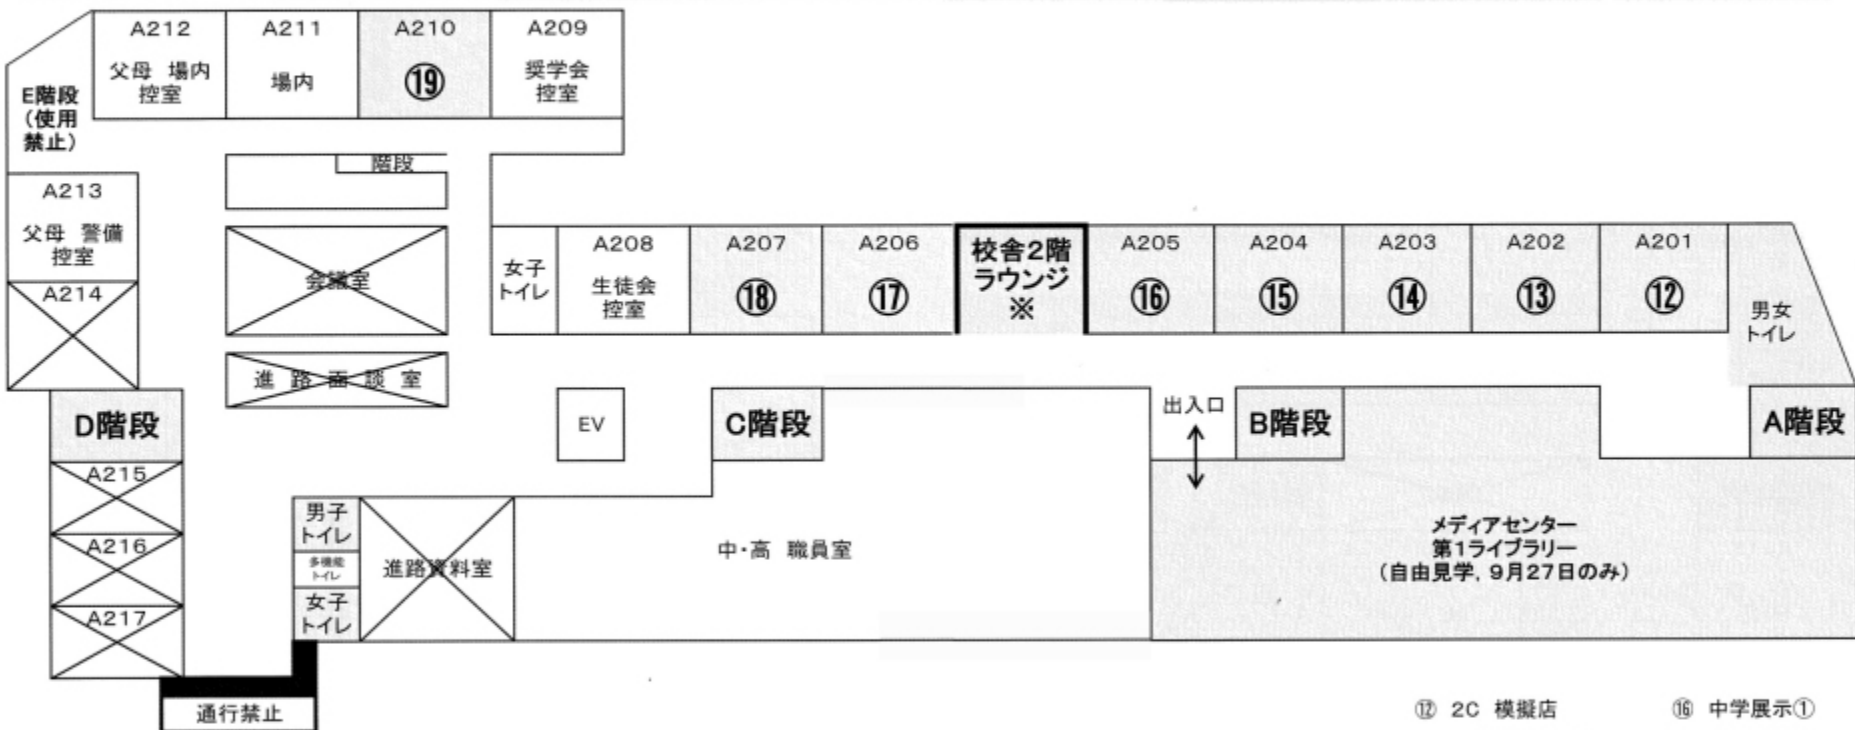 A212
父母 場内
控室
A211
場内
A210
⑲
A209
奨学会
控室
E階段
(使用
禁止)
階段
A213
父母 警備
控室
A214
会議室
進路面談室
女子
トイレ
A208
生徒会
控室
A207
⑱
A206
⑰
校舎2階
ラウンジ
※
A205
⑯
A204
⑮
A203
⑭
A202
⑬
A201
⑫
男女
トイレ
D階段
EV
C階段
出入口
B階段
A階段
A215
A216
A217
男子
トイレ
多機能
トイレ
女子
トイレ
進路資料室
中・高 職員室
メディアセンター
第1ライブラリー
(自由見学, 9月27日のみ)
通行禁止
⑫ 2C 模擬店
⑯ 中学展示①